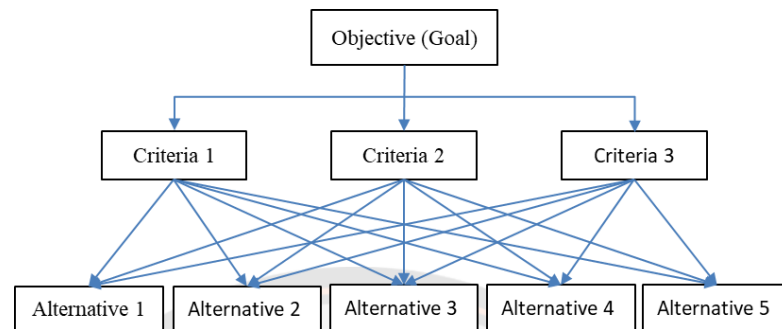 Objective (Goal)
Criteria 1
Criteria 2
Criteria 3
Alternative 1
Alternative 2
Alternative 3
Alternative 4
Alternative 5